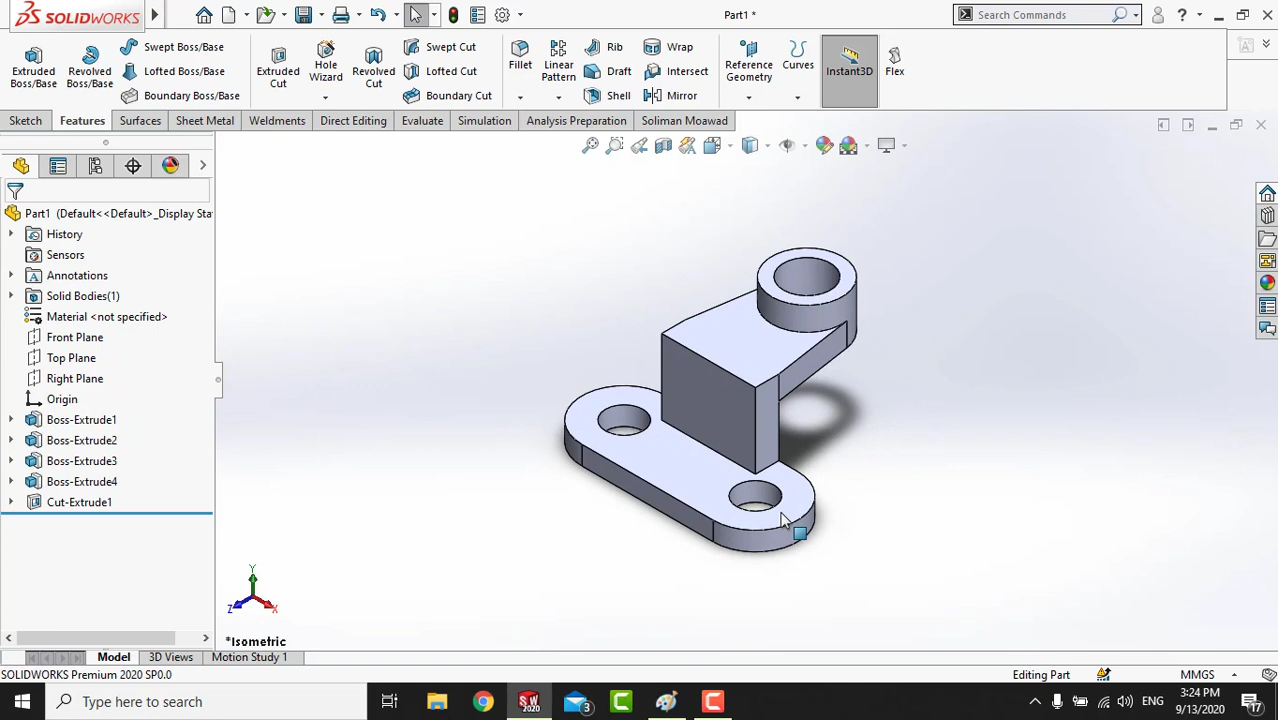 SOLIDWORKS
Part1 *
Search Commands
Extruded Boss/Base
Revolved Boss/Base
Swept Boss/Base
Lofted Boss/Base
Boundary Boss/Base
Extruded Cut
Hole Wizard
Revolved Cut
Swept Cut
Lofted Cut
Boundary Cut
Fillet
Linear Pattern
Rib
Draft
Shell
Wrap
Intersect
Mirror
Reference Geometry
Curves
Instant3D
Flex
Sketch
Features
Surfaces
Sheet Metal
Weldments
Direct Editing
Evaluate
Simulation
Analysis Preparation
Soliman Moawad
Part1 (Default<<Default>_Display Sta
History
Sensors
Annotations
Solid Bodies(1)
Material <not specified>
Front Plane
Top Plane
Right Plane
Origin
Boss-Extrude1
Boss-Extrude2
Boss-Extrude3
Boss-Extrude4
Cut-Extrude1
Y
Z
X
*Isometric
Model
3D Views
Motion Study 1
SOLIDWORKS Premium 2020 SP0.0
Editing Part
MMGS
Type here to search
SW
2020
3
C
C
ENG
3:24 PM
9/13/2020
17